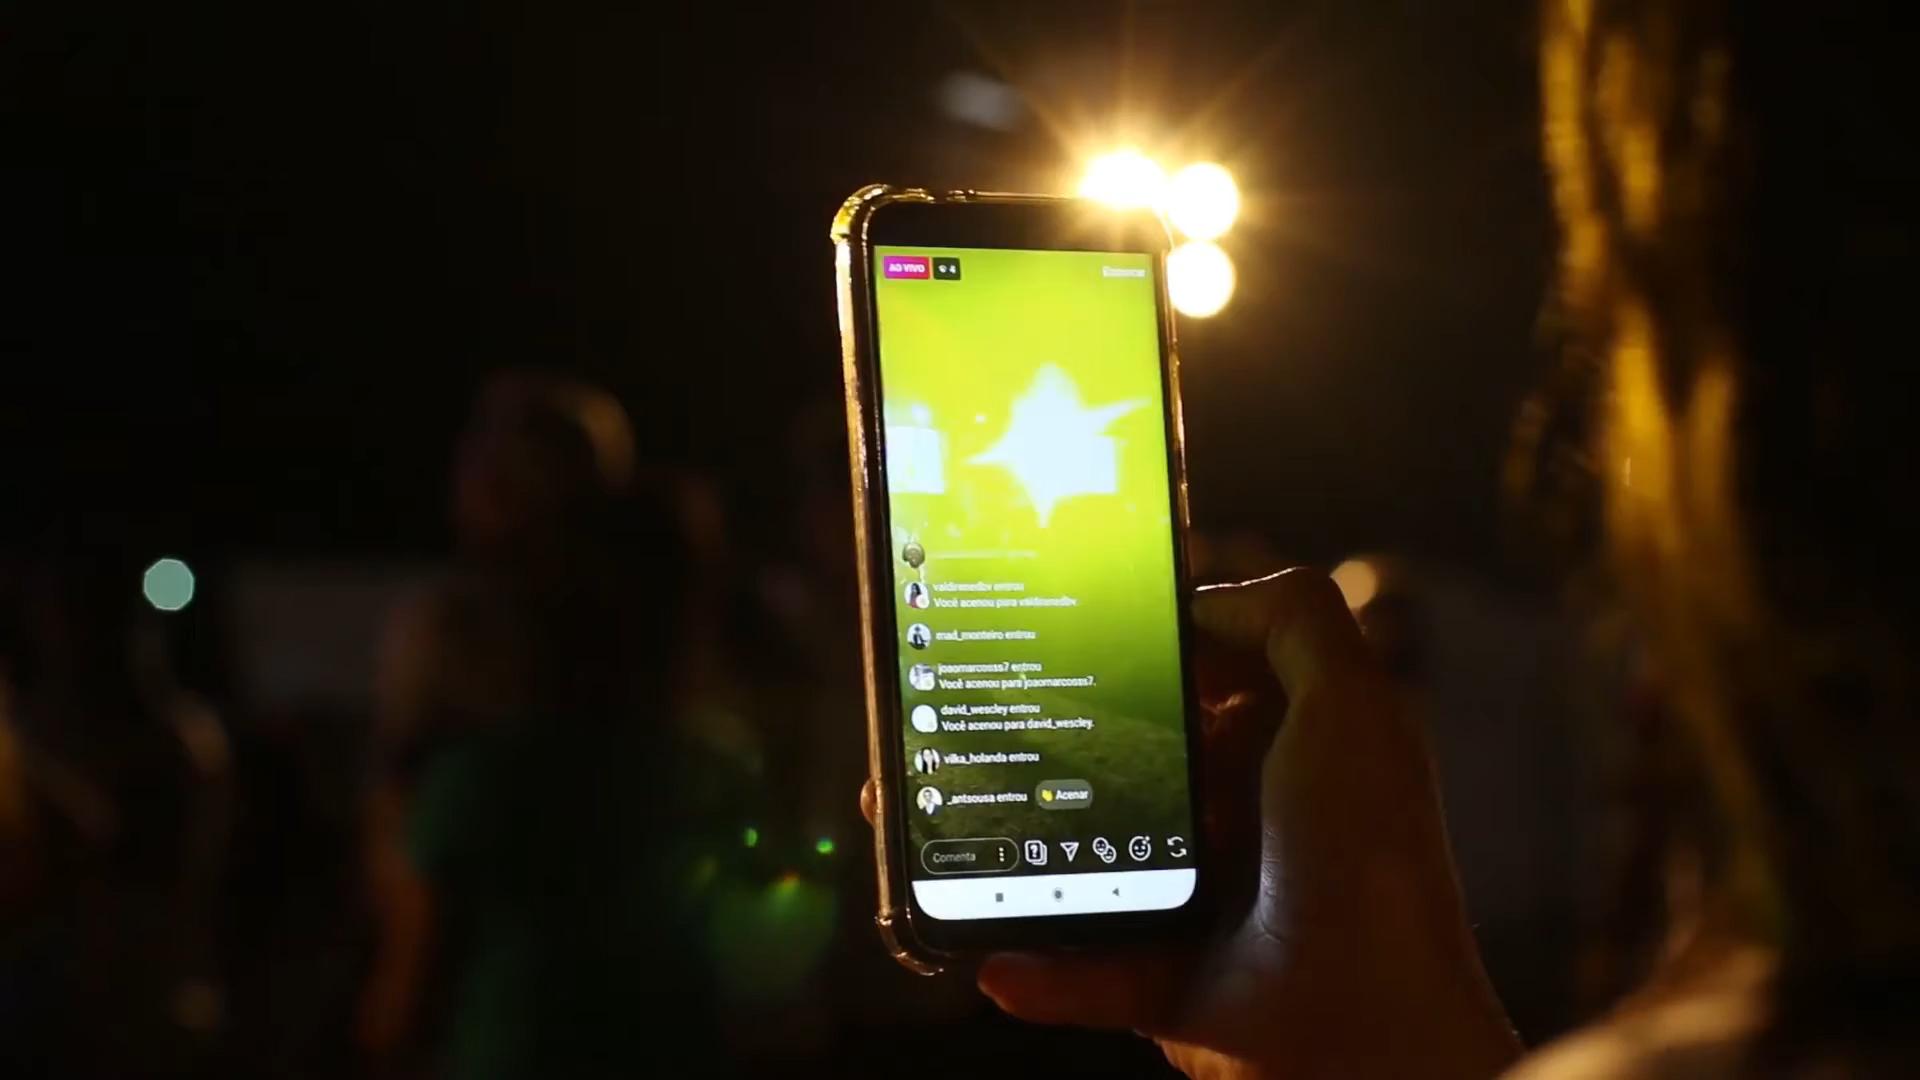 AO VIVO
4
Encerrar
valdirenedbv entrou
Você acenou para valdirenedbv.
mad_monteiro entrou
joaomarcosss7 entrou
Você acenou para joaomarcosss7.
david_wescley entrou
Você acenou para david_wescley.
vilka_holanda entrou
_antsousa entrou
Acenar
Comenta